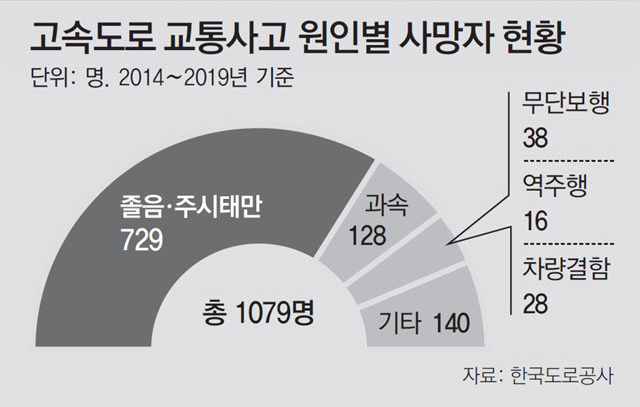 고속도로 교통사고 원인별 사망자 현황
단위: 명. 2014~2019년 기준
졸음·주시태만
729
과속
128
무단보행
38
역주행
16
차량결함
28
기타 140
총 1079명
자료: 한국도로공사